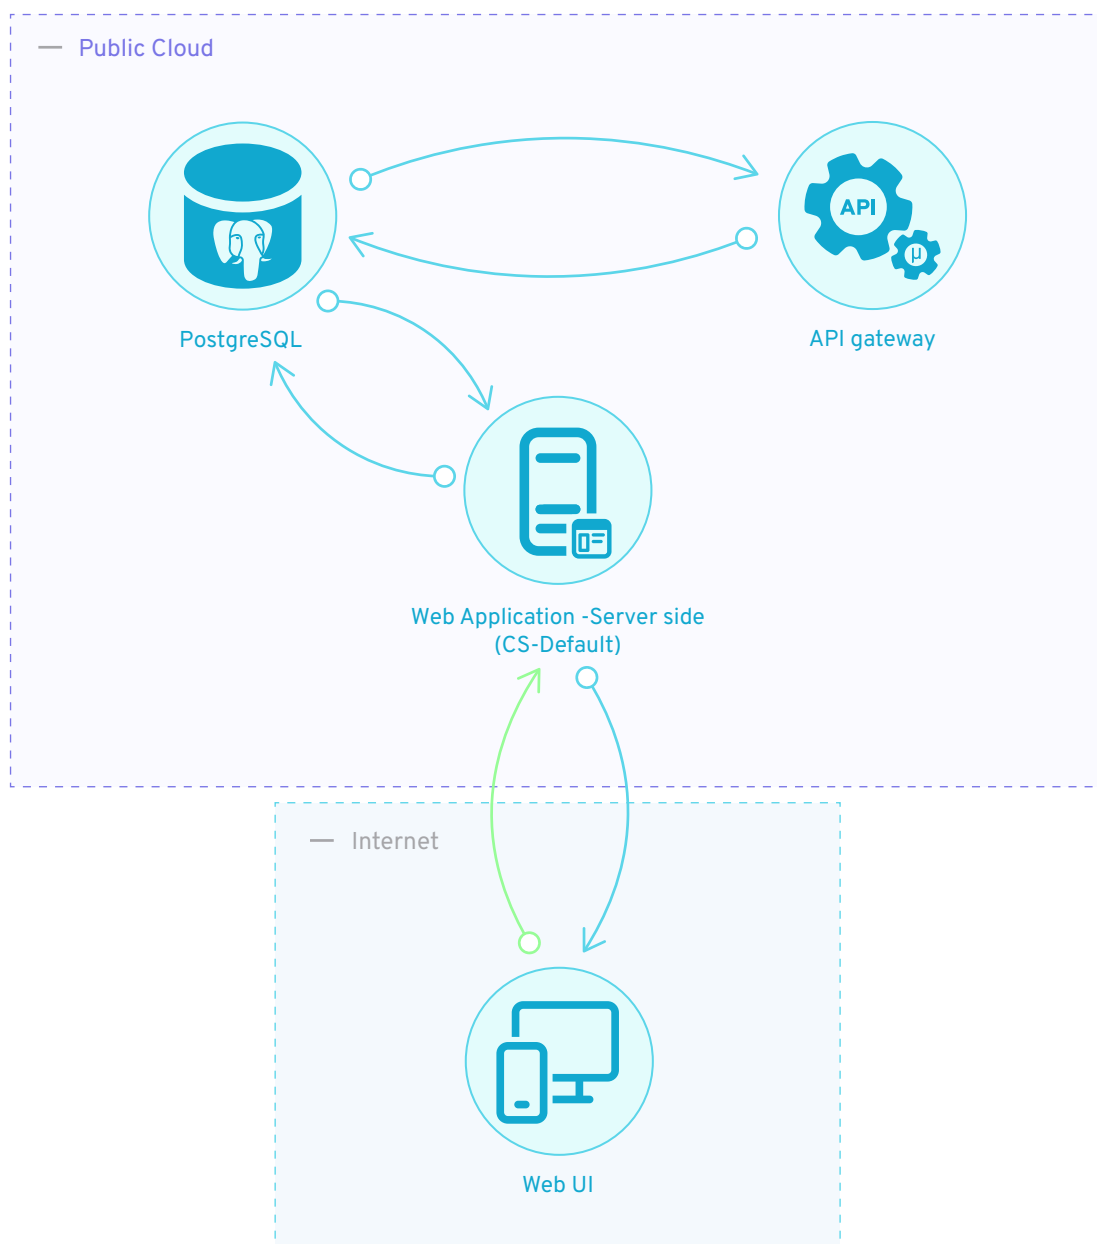 Public Cloud
API
µ
PostgreSQL
API gateway
Web Application -Server side
(CS-Default)
Internet
Web UI